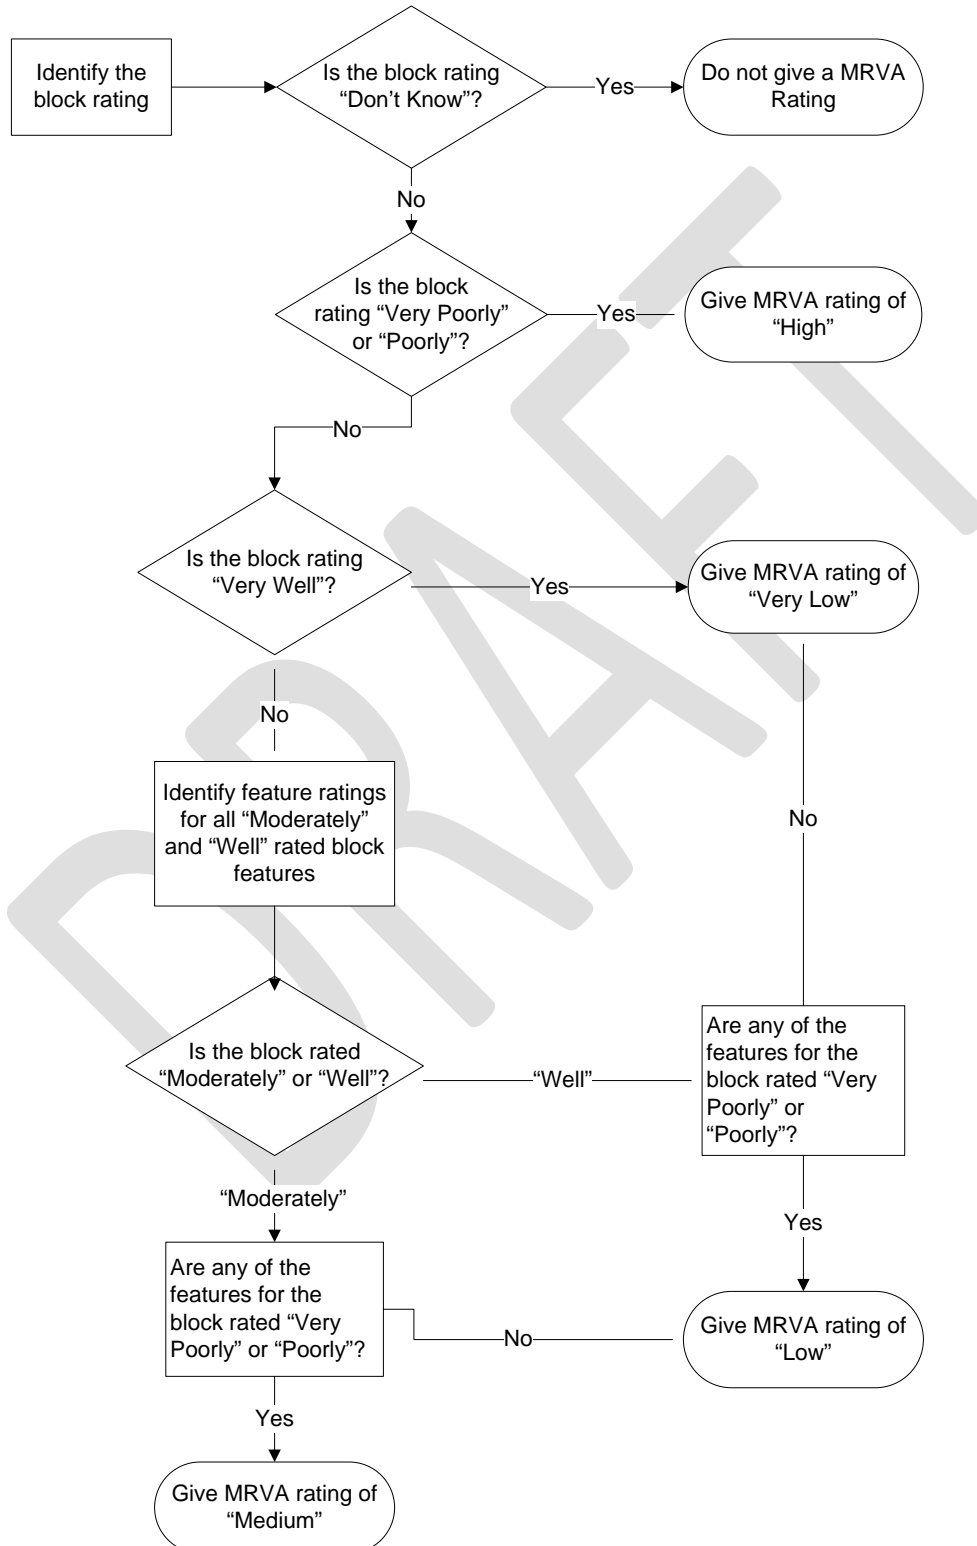 Identify the
block rating
Is the block rating
“Don’t Know”?
Yes
Do not give a MRVA
Rating
No
Is the block
rating “Very Poorly”
or “Poorly”?
Yes
Give MRVA rating of
“High”
No
Is the block rating
“Very Well”?
Yes
Give MRVA rating of
“Very Low”
No
Identify feature ratings
for all “Moderately”
and “Well” rated block
features
No
Is the block rated
“Moderately” or “Well”?
“Well”
Are any of the
features for the
block rated “Very
Poorly” or
“Poorly”?
“Moderately”
Yes
Are any of the
features for the
block rated “Very
Poorly” or “Poorly”?
No
Give MRVA rating of
“Low”
Yes
Give MRVA rating of
“Medium”
DRAFT